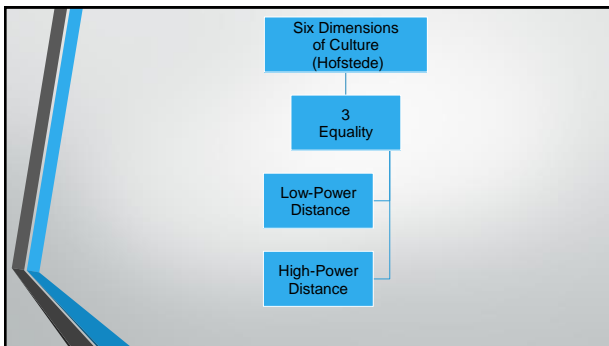 Six Dimensions
of Culture
(Hofstede)
3
Equality
Low-Power
Distance
High-Power
Distance